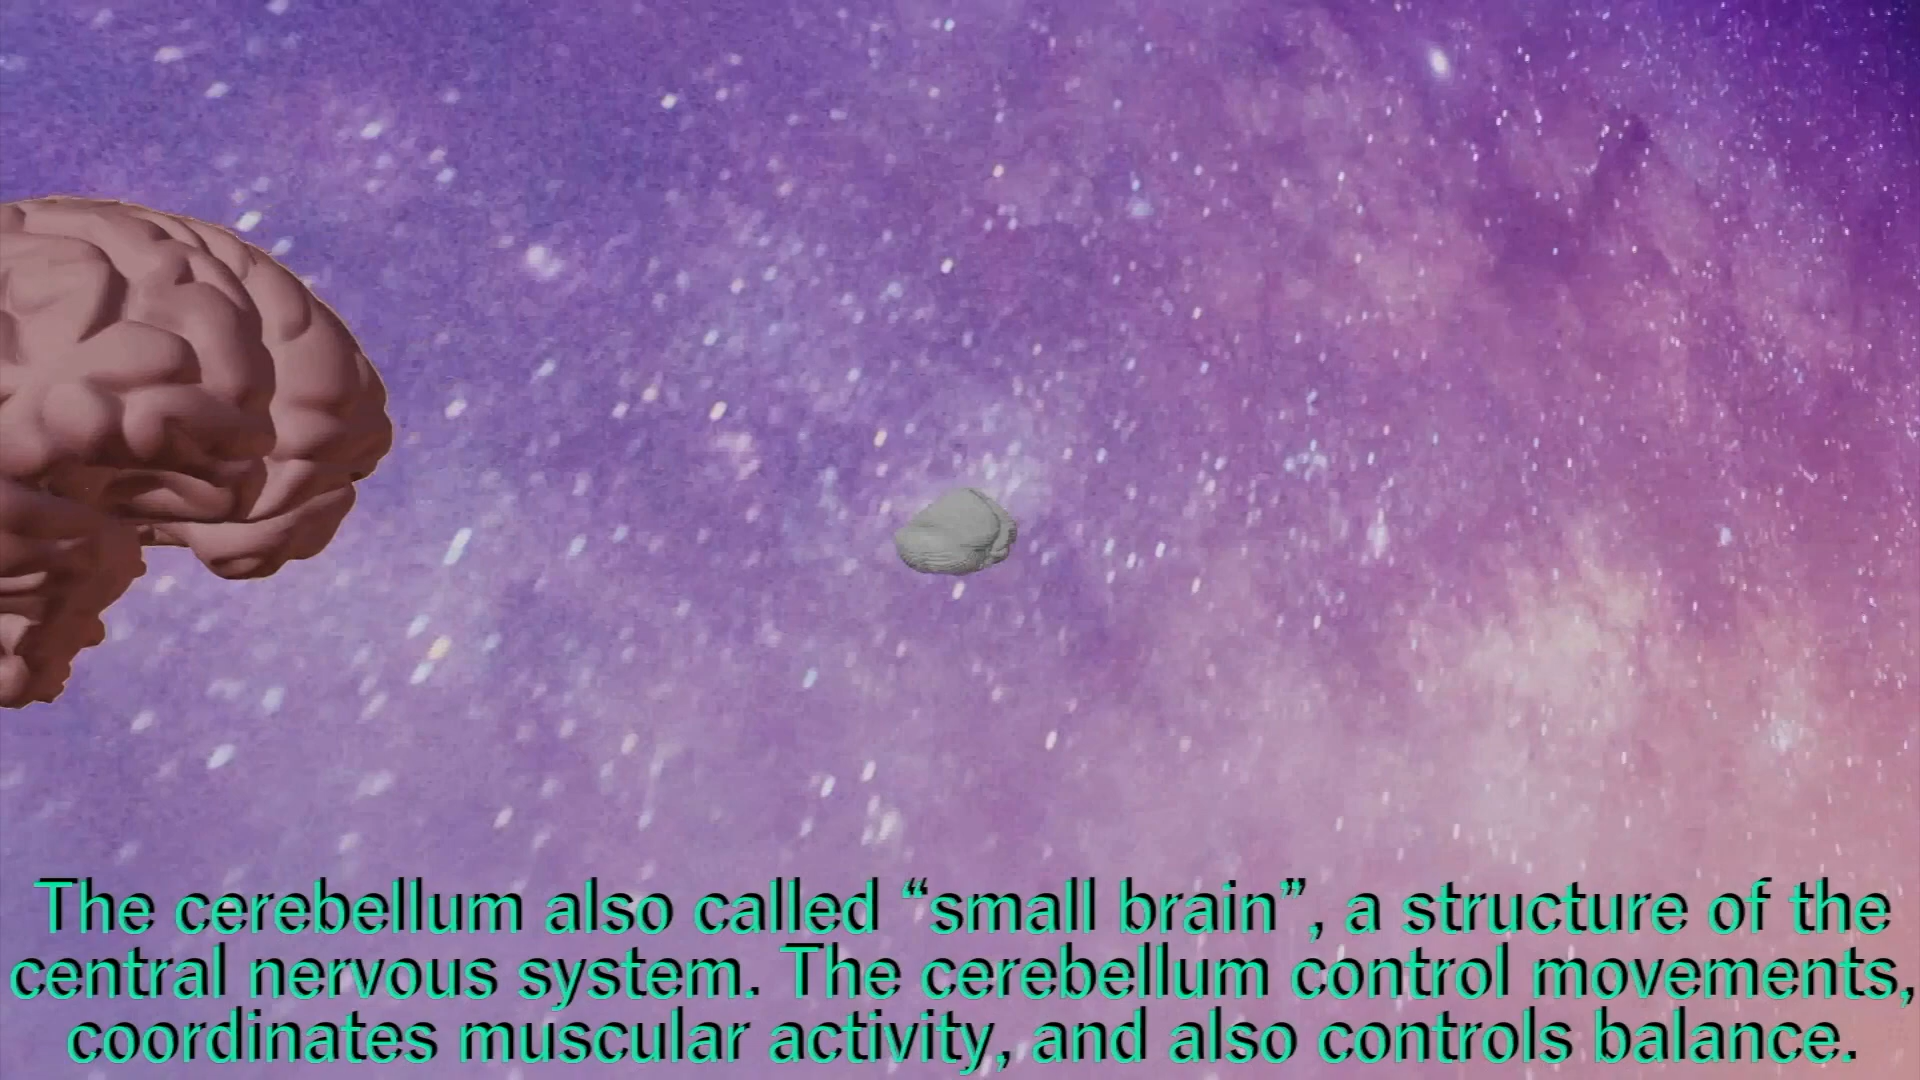 The cerebellum also called “small brain”, a structure of the
central nervous system. The cerebellum control movements,
coordinates muscular activity, and also controls balance.